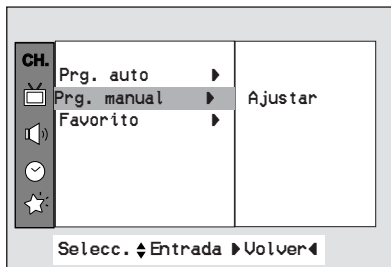 CH.
Prg. auto
Prg. manual Ajustar
Favorito
Selecc. Entrada Volver